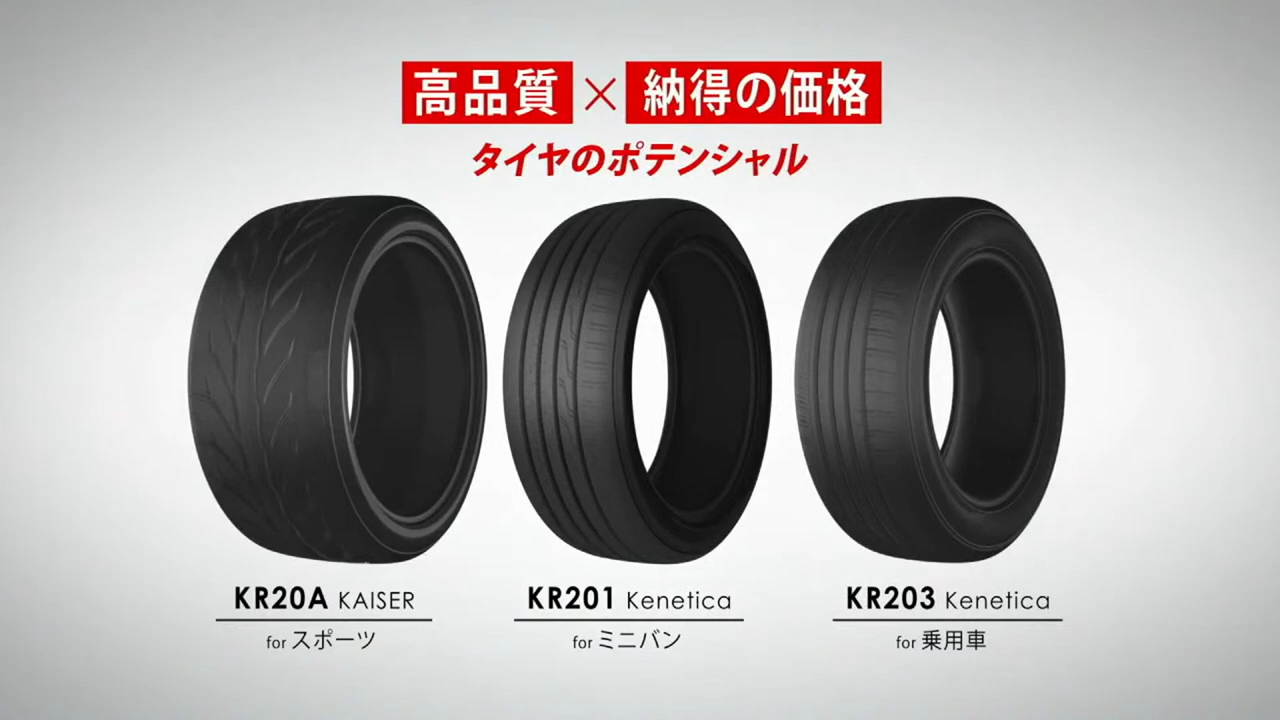 高品質 × 納得の価格
タイヤのポテンシャル
KR20A KAISER
for スポーツ
KR201 Kenetica
for ミニバン
KR203 Kenetica
for 乗用車